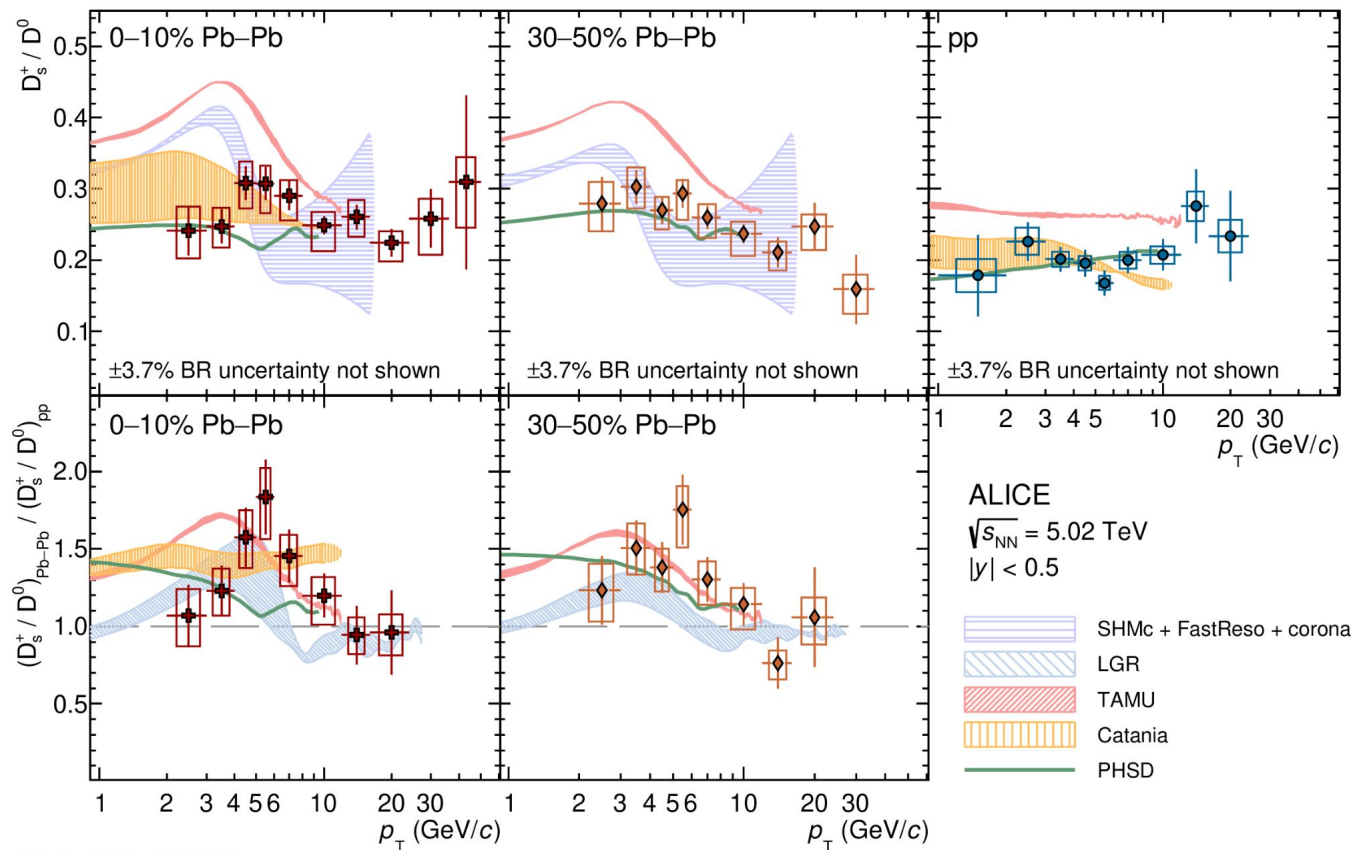 D_s^+ / D^0
0.5
0.4
0.3
0.2
0.1
0–10% Pb–Pb
±3.7% BR uncertainty not shown
30–50% Pb–Pb
±3.7% BR uncertainty not shown
pp
±3.7% BR uncertainty not shown
1 2 3 4 5 10 20 30
p_T (GeV/c)
(D_s^+ / D^0)_Pb–Pb / (D_s^+ / D^0)_pp
2.0
1.5
1.0
0.5
0–10% Pb–Pb
1 2 3 4 5 6 10 20 30
p_T (GeV/c)
30–50% Pb–Pb
1 2 3 4 5 6 10 20 30
p_T (GeV/c)
ALICE
√s_NN = 5.02 TeV
|y| < 0.5
SHMc + FastReso + corona
LGR
TAMU
Catania
PHSD